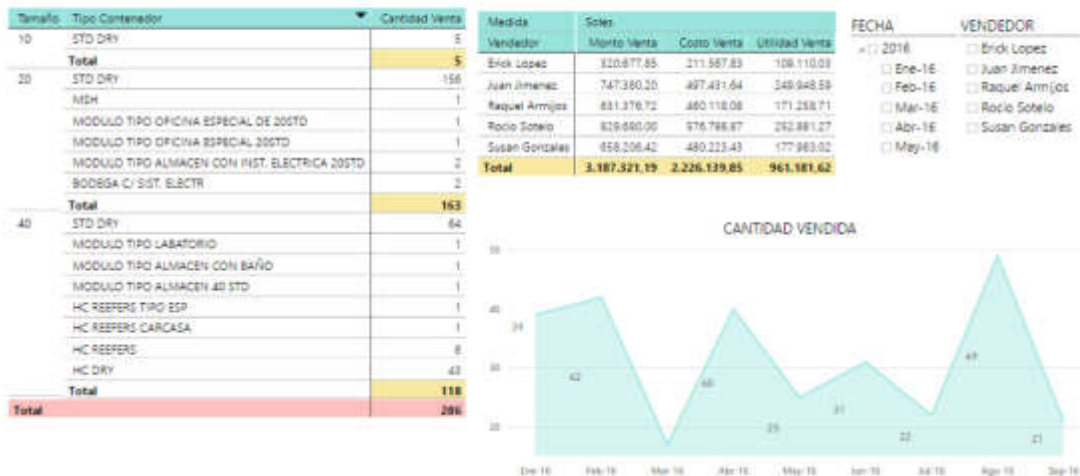 Tamaño Tipo Contenedor Cantidad Venta
10 STD DRY 5
Total 5
20 STD DRY 156
MSH 1
MODULO TIPO OFICINA ESPECIAL DE 20STD 1
MODULO TIPO OFICINA ESPECIAL 20STD 1
MODULO TIPO ALMACEN CON INST. ELECTRICA 20STD 2
BODEGA C/ SIST. ELECTR 2
Total 163
40 STD DRY 64
MODULO TIPO LABATORIO 1
MODULO TIPO ALMACEN CON BAÑO 1
MODULO TIPO ALMACEN 40 STD 1
HC REEFERS TIPO ESP 1
HC REEFERS CARCASA 1
HC REEFERS 6
HC DRY 43
Total 118
Total 286
Medida Soles
Vendedor Monto Venta Costo Venta Utilidad Venta
Erick Lopez 320.677,85 211.567,83 109.110,03
Juan Jimenez 747.380,20 497.431,64 249.948,59
Raquel Armijos 631.376,72 460.118,08 171.258,71
Rocio Sotelo 829.680,00 576.798,87 252.881,27
Susan Gonzales 658.206,42 480.223,43 177.983,02
Total 3.187.321,19 2.226.139,85 961.181,62
FECHA
2016
Ene-16
Feb-16
Mar-16
Abr-16
May-16
VENDEDOR
Erick Lopez
Juan Jimenez
Raquel Armijos
Rocio Sotelo
Susan Gonzales
CANTIDAD VENDIDA
50
40
30
20
39
42
40
25
31
22
49
21
Ene-16 Feb-16 Mar-16 Abr-16 May-16 Jun-16 Jul-16 Ago-16 Sep-16